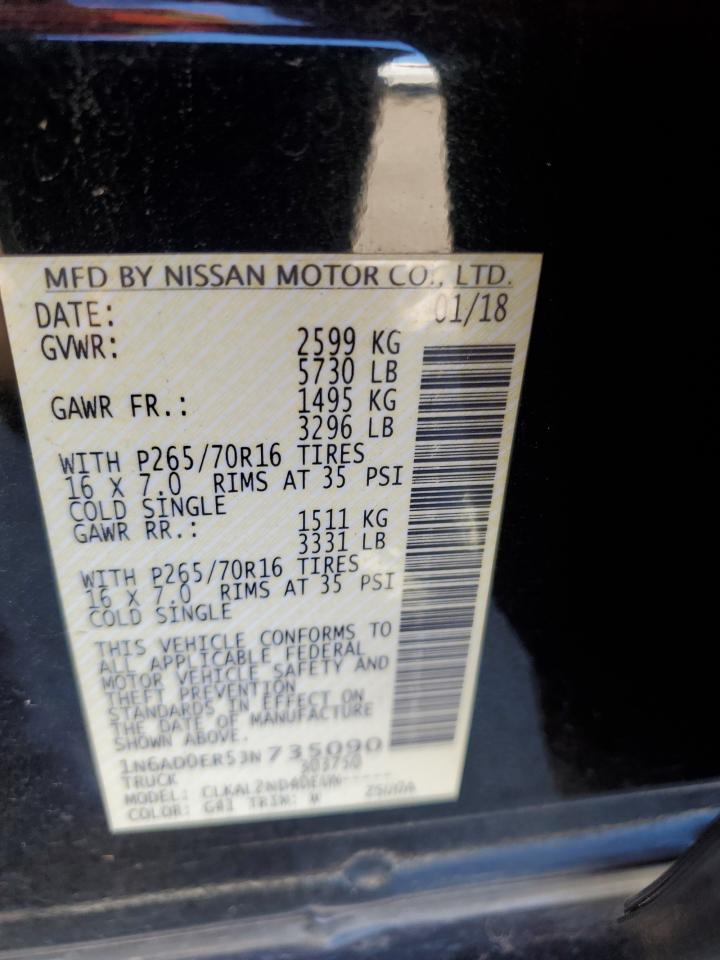 MFD BY NISSAN MOTOR CO., LTD.
DATE: 01/18
GVWR: 2599 KG
5730 LB
GAWR FR.: 1495 KG
3296 LB
WITH P265/70R16 TIRES
16 X 7.0 RIMS AT 35 PSI
COLD SINGLE
GAWR RR.: 1511 KG
3331 LB
WITH P265/70R16 TIRES
16 X 7.0 RIMS AT 35 PSI
COLD SINGLE
THIS VEHICLE CONFORMS TO
ALL APPLICABLE FEDERAL
MOTOR VEHICLE SAFETY AND
THEFT PREVENTION
STANDARDS IN EFFECT ON
THE DATE OF MANUFACTURE
SHOWN ABOVE.
1N6AD0ER53N735090
TRUCK
MODEL:
COLOR: TRIM: